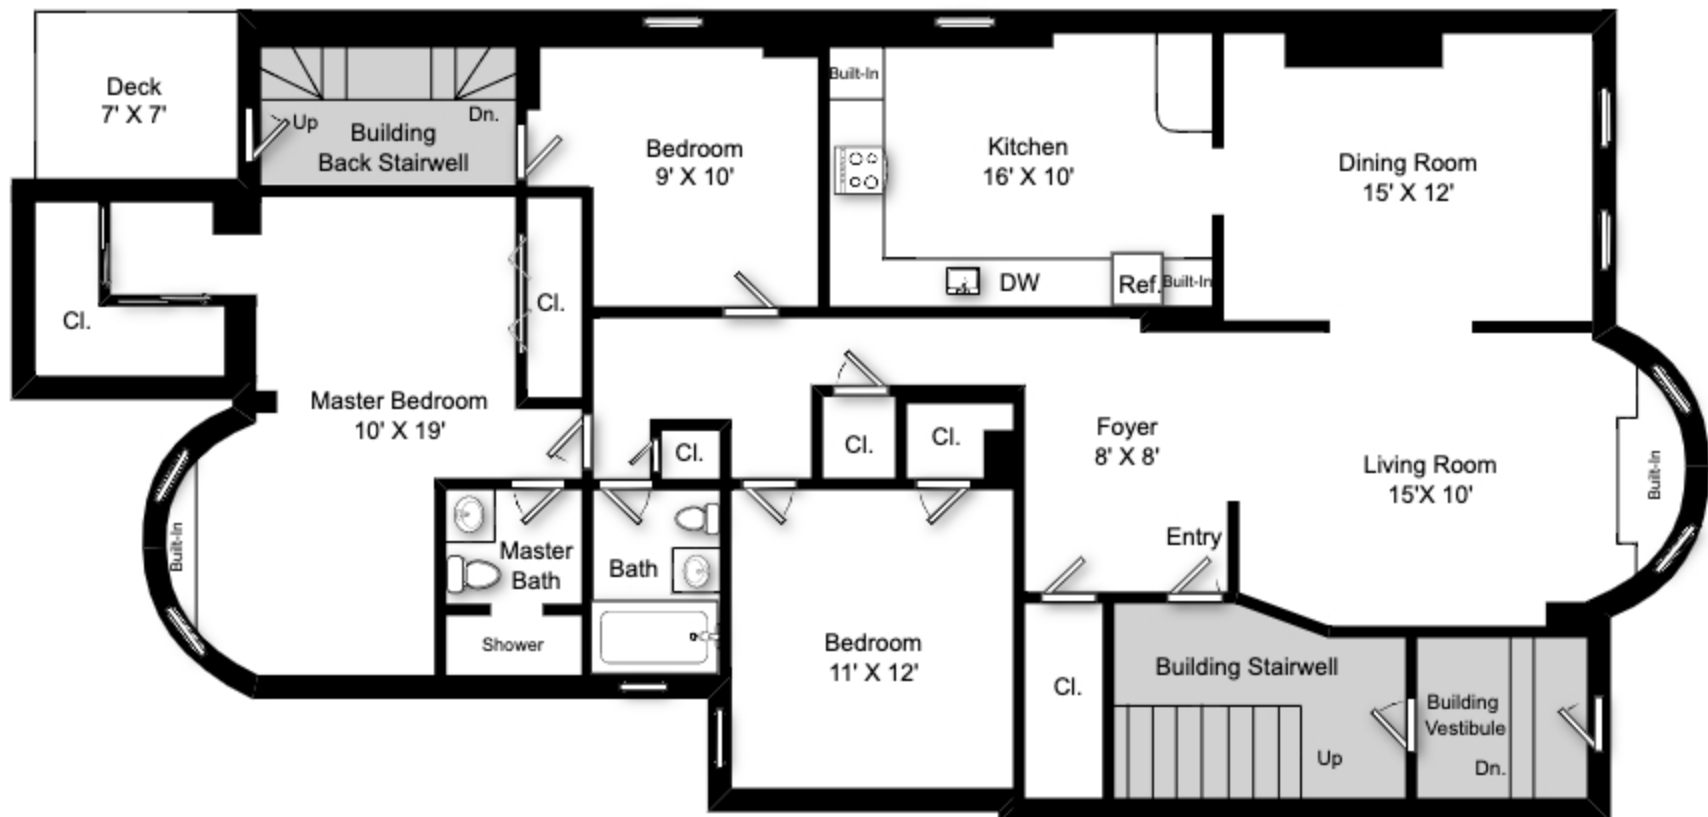 Deck
7' X 7'
Up
Dn.
Building
Back Stairwell
Bedroom
9' X 10'
Built-In
Kitchen
16' X 10'
Dining Room
15' X 12'
DW
Ref.
Built-In
Cl.
Cl.
Master Bedroom
10' X 19'
Cl.
Cl.
Cl.
Foyer
8' X 8'
Living Room
15'X 10'
Built-In
Built-In
Master
Bath
Bath
Entry
Shower
Bedroom
11' X 12'
Cl.
Building Stairwell
Up
Building
Vestibule
Dn.